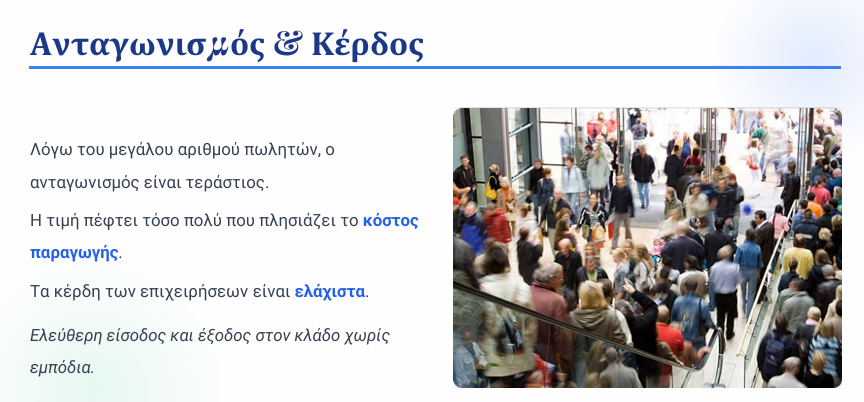 Ανταγωνισμός & Κέρδος
Λόγω του μεγάλου αριθμού πωλητών, ο
ανταγωνισμός είναι τεράστιος.
Η τιμή πέφτει τόσο πολύ που πλησιάζει το κόστος
παραγωγής.
Τα κέρδη των επιχειρήσεων είναι ελάχιστα.
Ελεύθερη είσοδος και έξοδος στον κλάδο χωρίς
εμπόδια.